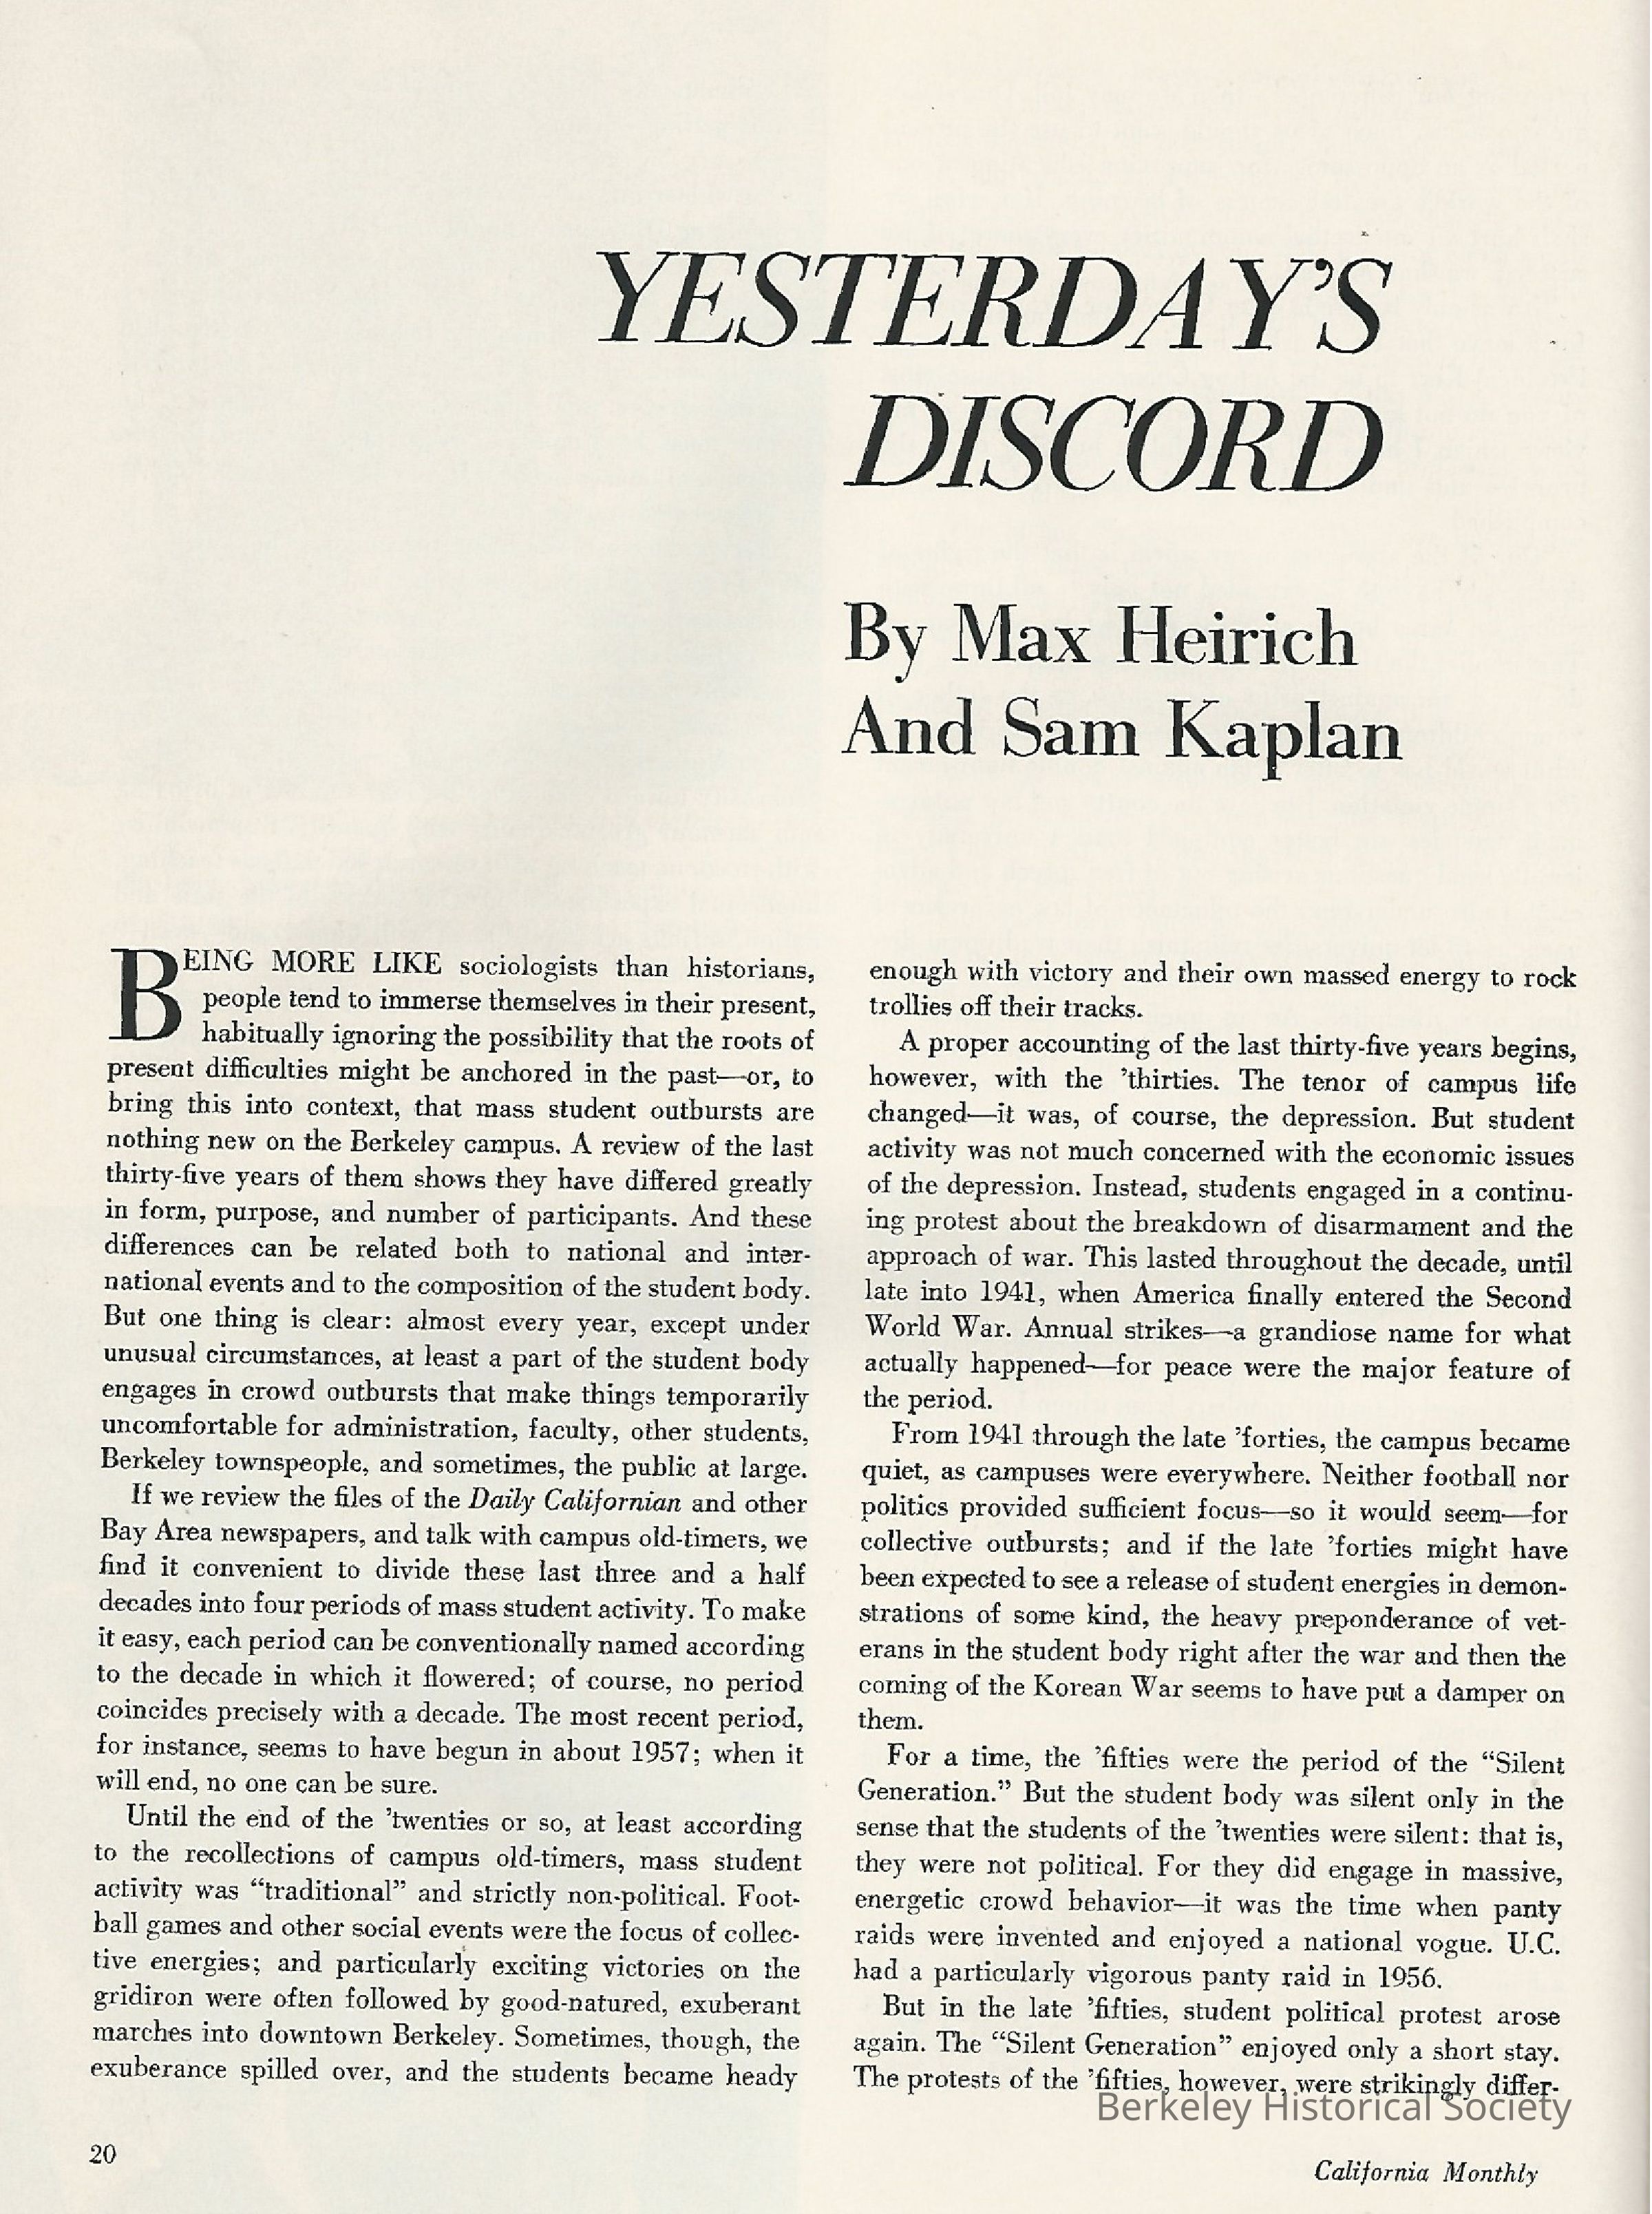 YESTERDAY'S
DISCORD
By Max Heirich
And Sam Kaplan
BEING MORE LIKE sociologists than historians,
people tend to immerse themselves in their present,
habitually ignoring the possibility that the roots of
present difficulties might be anchored in the past—or, to
bring this into context, that mass student outbursts are
nothing new on the Berkeley campus. A review of the last
thirty-five years of them shows they have differed greatly
in form, purpose, and number of participants. And these
differences can be related both to national and inter-
national events and to the composition of the student body.
But one thing is clear: almost every year, except under
unusual circumstances, at least a part of the student body
engages in crowd outbursts that make things temporarily
uncomfortable for administration, faculty, other students,
Berkeley townspeople, and sometimes, the public at large.
If we review the files of the Daily Californian and other
Bay Area newspapers, and talk with campus old-timers, we
find it convenient to divide these last three and a half
decades into four periods of mass student activity. To make
it easy, each period can be conventionally named according
to the decade in which it flowered; of course, no period
coincides precisely with a decade. The most recent period,
for instance, seems to have begun in about 1957; when it
will end, no one can be sure.
Until the end of the 'twenties or so, at least according
to the recollections of campus old-timers, mass student
activity was "traditional" and strictly non-political. Foot-
ball games and other social events were the focus of collec-
tive energies; and particularly exciting victories on the
gridiron were often followed by good-natured, exuberant
marches into downtown Berkeley. Sometimes, though, the
exuberance spilled over, and the students became heady
enough with victory and their own massed energy to rock
trollies off their tracks.
A proper accounting of the last thirty-five years begins,
however, with the 'thirties. The tenor of campus life
changed—it was, of course, the depression. But student
activity was not much concerned with the economic issues
of the depression. Instead, students engaged in a continu-
ing protest about the breakdown of disarmament and the
approach of war. This lasted throughout the decade, until
late into 1941, when America finally entered the Second
World War. Annual strikes—a grandiose name for what
actually happened—for peace were the major feature of
the period.
From 1941 through the late 'forties, the campus became
quiet, as campuses were everywhere. Neither football nor
politics provided sufficient focus—so it would seem—for
collective outbursts; and if the late 'forties might have
been expected to see a release of student energies in demon-
strations of some kind, the heavy preponderance of vet-
erans in the student body right after the war and then the
coming of the Korean War seems to have put a damper on
them.
For a time, the 'fifties were the period of the "Silent
Generation." But the student body was silent only in the
sense that the students of the 'twenties were silent: that is,
they were not political. For they did engage in massive,
energetic crowd behavior—it was the time when panty
raids were invented and enjoyed a national vogue. U.C.
had a particularly vigorous panty raid in 1956.
But in the late 'fifties, student political protest arose
again. The "Silent Generation" enjoyed only a short stay.
The protests of the 'fifties, however, were strikingly differ-
Berkeley Historical Society
20
California Monthly